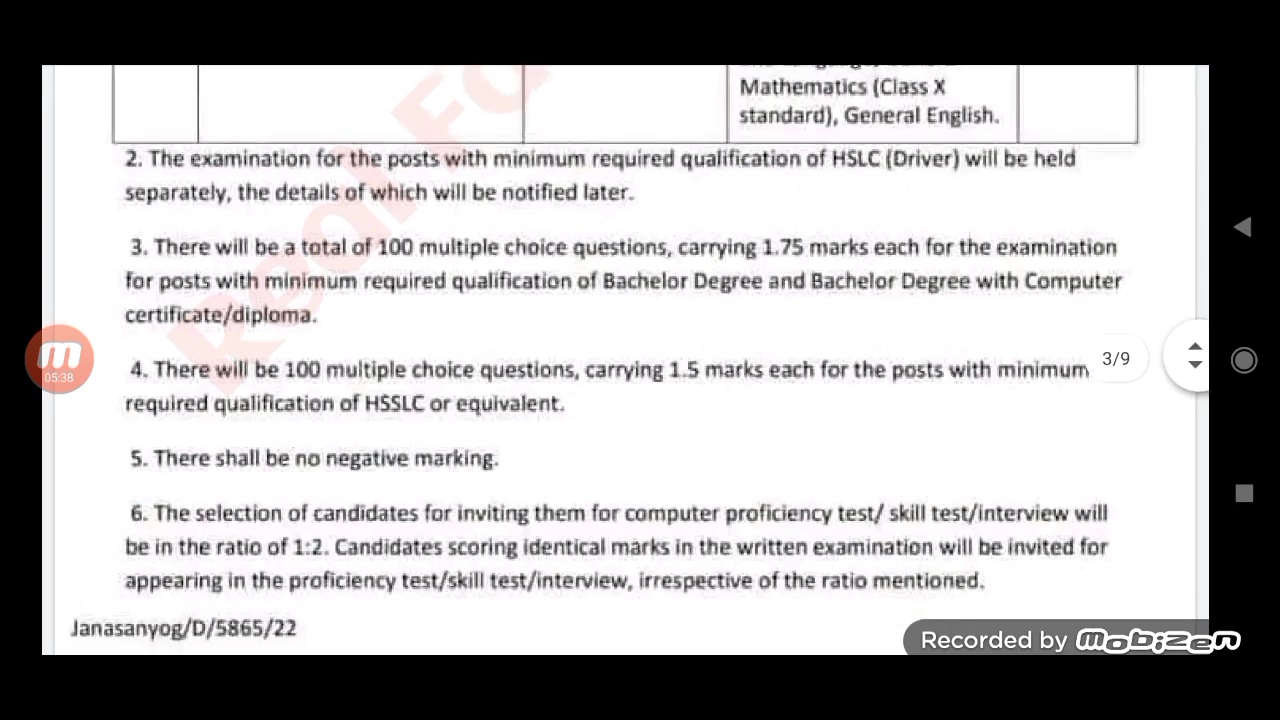 Mathematics (Class X
standard), General English.
2. The examination for the posts with minimum required qualification of HSLC (Driver) will be held
separately, the details of which will be notified later.
3. There will be a total of 100 multiple choice questions, carrying 1.75 marks each for the examination
for posts with minimum required qualification of Bachelor Degree and Bachelor Degree with Computer
certificate/diploma.
4. There will be 100 multiple choice questions, carrying 1.5 marks each for the posts with minimum
required qualification of HSSLC or equivalent.
5. There shall be no negative marking.
6. The selection of candidates for inviting them for computer proficiency test/ skill test/interview will
be in the ratio of 1:2. Candidates scoring identical marks in the written examination will be invited for
appearing in the proficiency test/skill test/interview, irrespective of the ratio mentioned.
Janasanyog/D/5865/22
05:38
3/9
Recorded by Mobizen